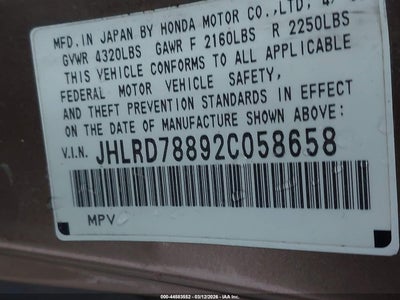 MFD.IN JAPAN BY HONDA MOTOR CO.,LTD.
GVWR 4320LBS GAWR F 2160LBS R 2250LBS
THIS VEHICLE CONFORMS TO ALL APPLICABLE
FEDERAL MOTOR VEHICLE SAFETY,
AND THEFT PREVENTION STANDARDS IN EFFECT
ON THE DATE OF MANUFACTURE SHOWN ABOVE.
V.I.N. JHLRD78892C058658
MPV
000-44503552 - 03/12/2026 - IAA Inc.